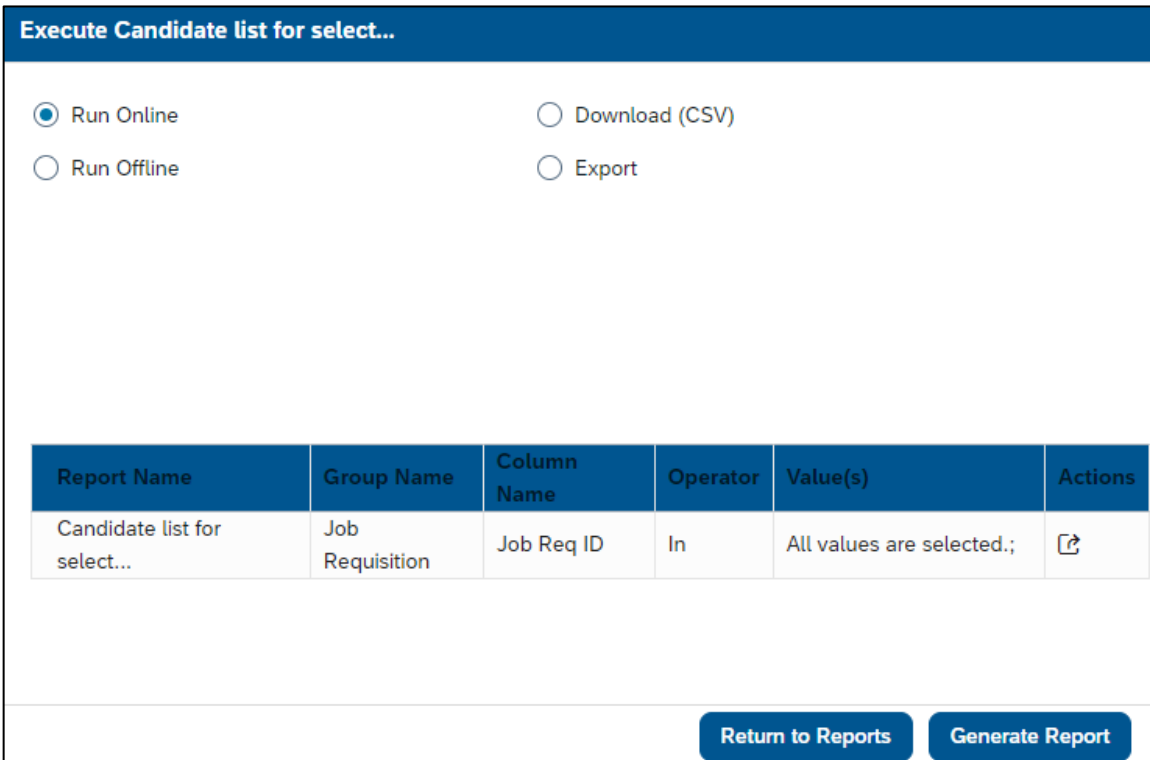 Execute Candidate list for select...
Run Online
Download (CSV)
Run Offline
Export
Report Name
Group Name
Column
Name
Operator
Value(s)
Actions
Candidate list for
select...
Job
Requisition
Job Req ID
In
All values are selected.;
Return to Reports
Generate Report